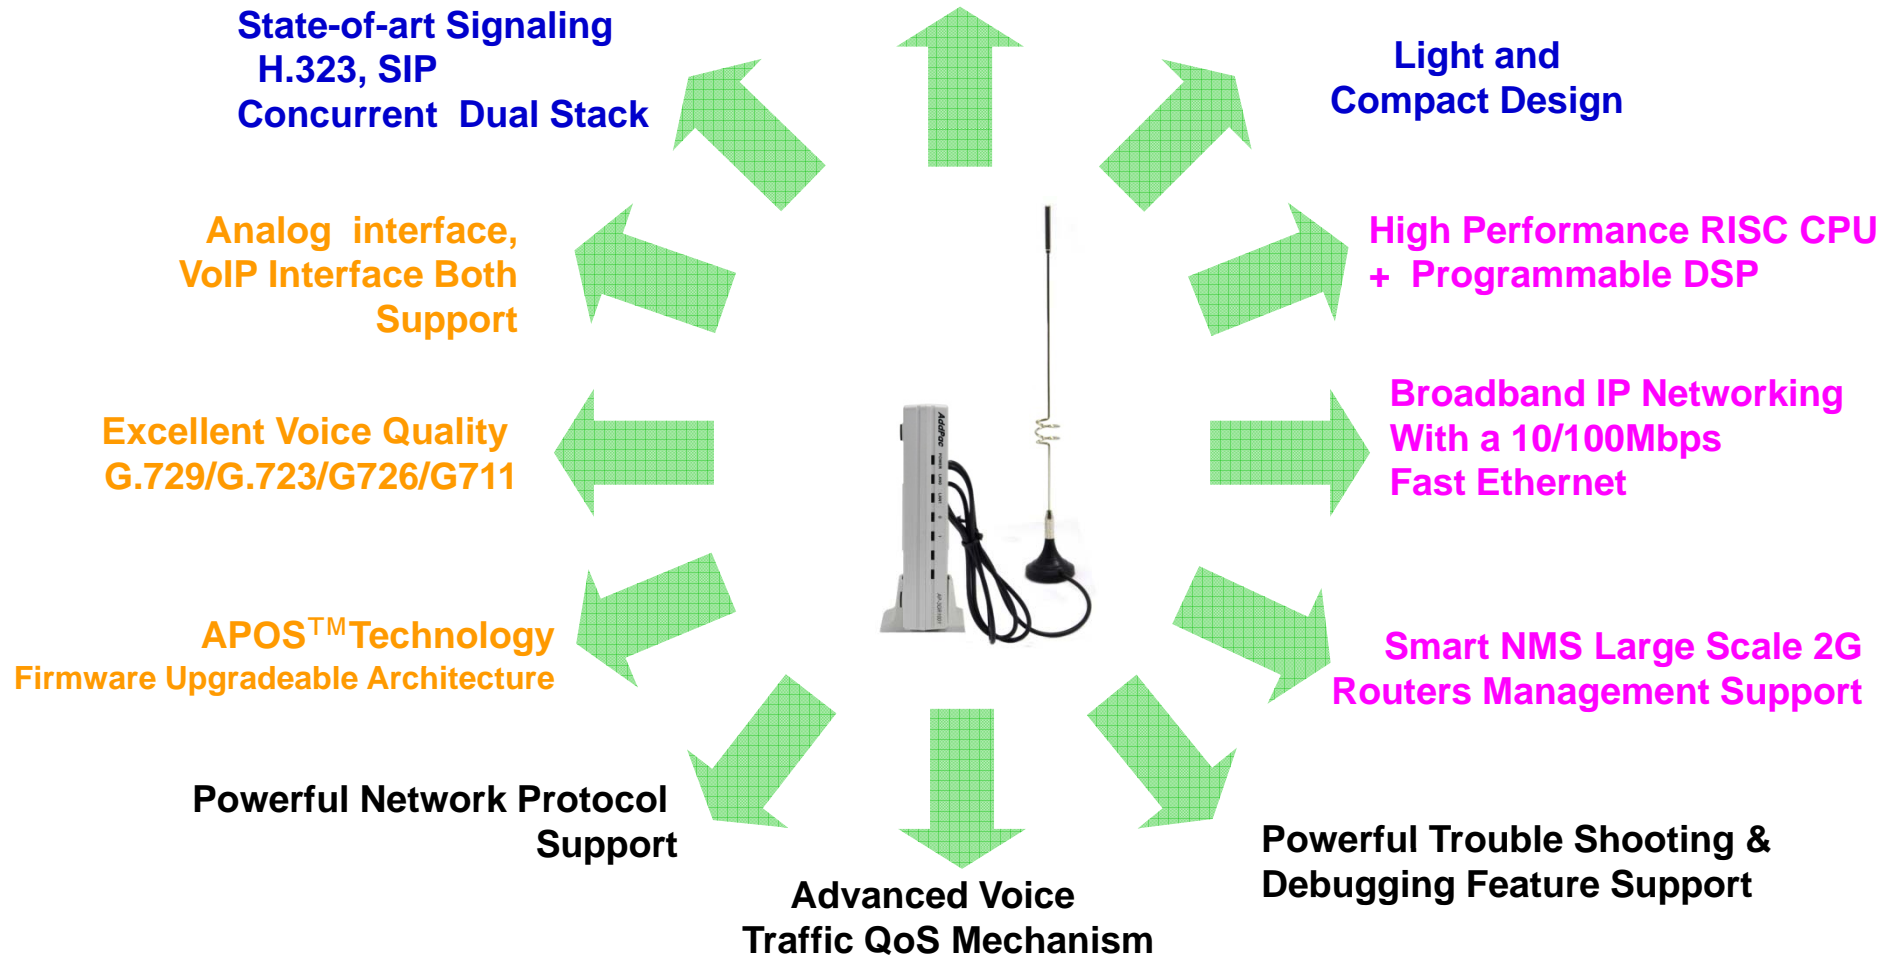 State-of-art Signaling
H.323, SIP
Concurrent Dual Stack
Light and
Compact Design
Analog interface,
VoIP Interface Both
Support
High Performance RISC CPU
+ Programmable DSP
Excellent Voice Quality
G.729/G.723/G726/G711
Broadband IP Networking
With a 10/100Mbps
Fast Ethernet
AddPac
APOS™Technology
Firmware Upgradeable Architecture
Smart NMS Large Scale 2G
Routers Management Support
Powerful Network Protocol
Support
Powerful Trouble Shooting &
Debugging Feature Support
Advanced Voice
Traffic QoS Mechanism